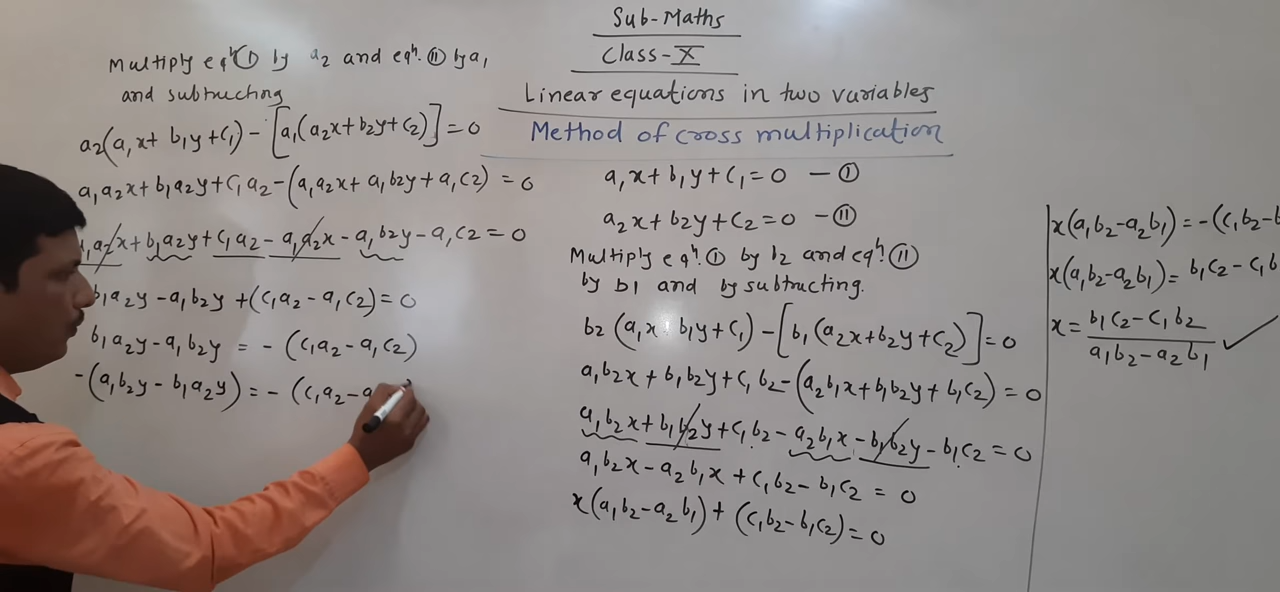 Sub-Maths
Class-X
Linear equations in two variables
Method of cross multiplication
Multiply eqⁿ ① by a₂ and eqⁿ. ② by a₁
and subtracting
a₂(a₁x + b₁y + c₁) - [a₁(a₂x + b₂y + c₂)] = 0
a₁a₂x + b₁a₂y + c₁a₂ - (a₁a₂x + a₁b₂y + a₁c₂) = 0
a₂x + b₁a₂y + c₁a₂ - a₁a₂x - a₁b₂y - a₁c₂ = 0
b₁a₂y - a₁b₂y + (c₁a₂ - a₁c₂) = 0
b₁a₂y - a₁b₂y = - (c₁a₂ - a₁c₂)
-(a₁b₂y - b₁a₂y) = - (c₁a₂ - a
a₁x + b₁y + c₁ = 0 - ①
a₂x + b₂y + c₂ = 0 - ②
Multiply eqⁿ. ① by b₂ and eqⁿ. ②
by b1 and by subtracting.
b₂ (a₁x b₁y + c₁) - [b₁(a₂x + b₂y + c₂)] = 0
a₁b₂x + b₁b₂y + c₁b₂ - (a₂b₁x + b₁b₂y + b₁c₂) = 0
a₁b₂x + b₁b₂y + c₁b₂ - a₂b₁x - b₁b₂y - b₁c₂ = 0
a₁b₂x - a₂b₁x + c₁b₂ - b₁c₂ = 0
x(a₁b₂ - a₂b₁) + (c₁b₂ - b₁c₂) = 0
x(a₁b₂ - a₂b₁) = - (c₁b₂ - b
x(a₁b₂ - a₂b₁) = b₁c₂ - c₁b
x = b₁c₂ - c₁b₂
a₁b₂ - a₂b₁